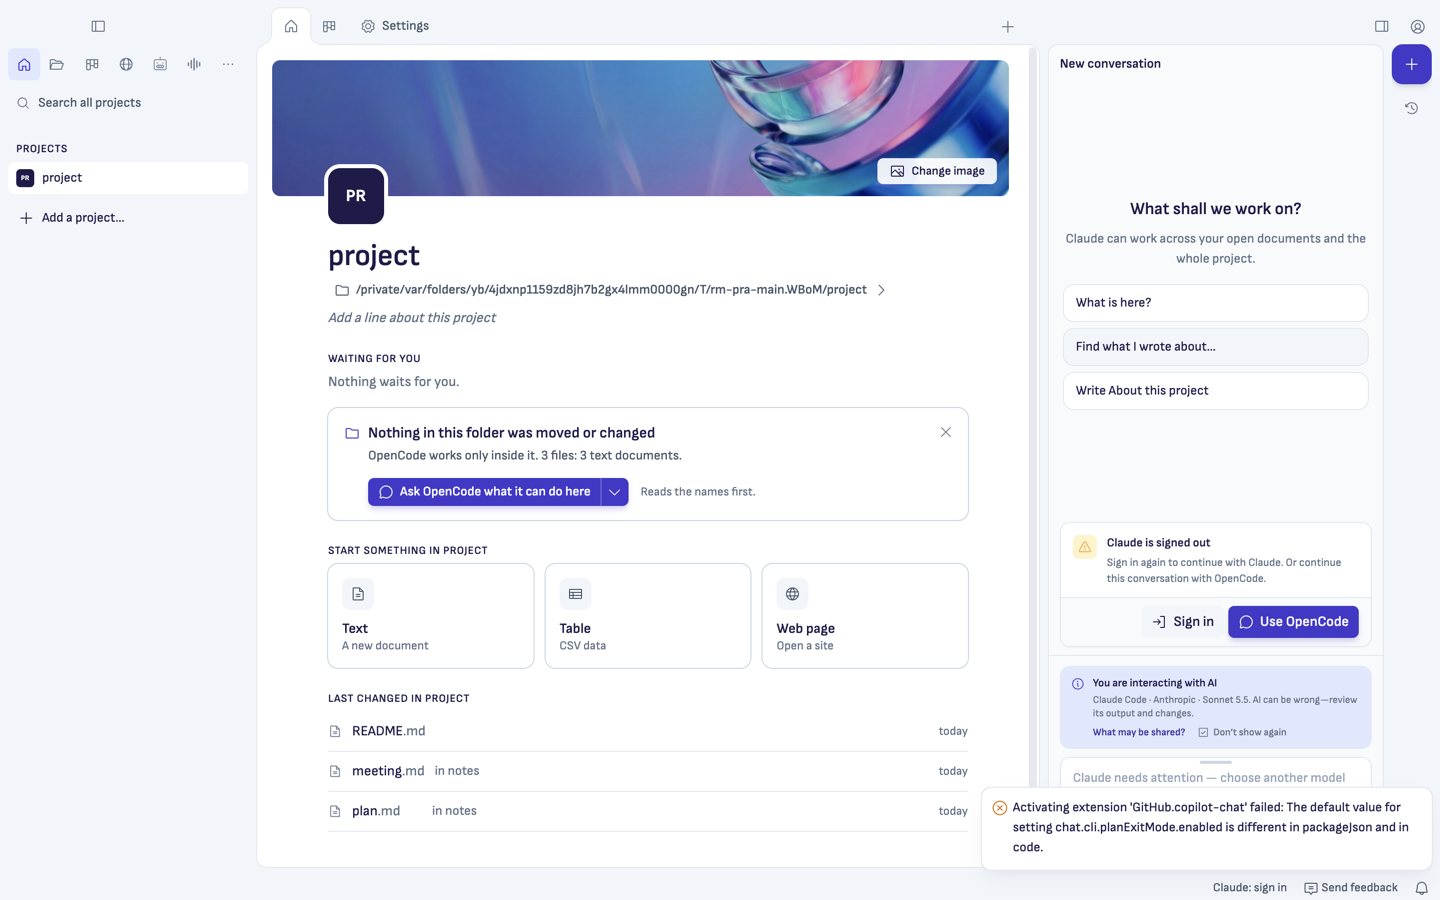 Settings
Search all projects
PROJECTS
PR project
Add a project...
Change image
PR
project
/private/var/folders/yb/4jdxnp1159zd8jh7b2gx4lmm0000gn/T/rm-pra-main.WBoM/project
Add a line about this project
WAITING FOR YOU
Nothing waits for you.
Nothing in this folder was moved or changed
OpenCode works only inside it. 3 files: 3 text documents.
Ask OpenCode what it can do here
Reads the names first.
START SOMETHING IN PROJECT
Text
A new document
Table
CSV data
Web page
Open a site
LAST CHANGED IN PROJECT
README.md today
meeting.md in notes today
plan.md in notes today
New conversation
What shall we work on?
Claude can work across your open documents and the
whole project.
What is here?
Find what I wrote about...
Write About this project
Claude is signed out
Sign in again to continue with Claude. Or continue
this conversation with OpenCode.
Sign in
Use OpenCode
You are interacting with AI
Claude Code · Anthropic · Sonnet 5.5. AI can be wrong—review
its output and changes.
What may be shared? Don't show again
Claude needs attention — choose another model
Activating extension 'GitHub.copilot-chat' failed: The default value for
setting chat.cli.planExitMode.enabled is different in packageJson and in
code.
Claude: sign in
Send feedback